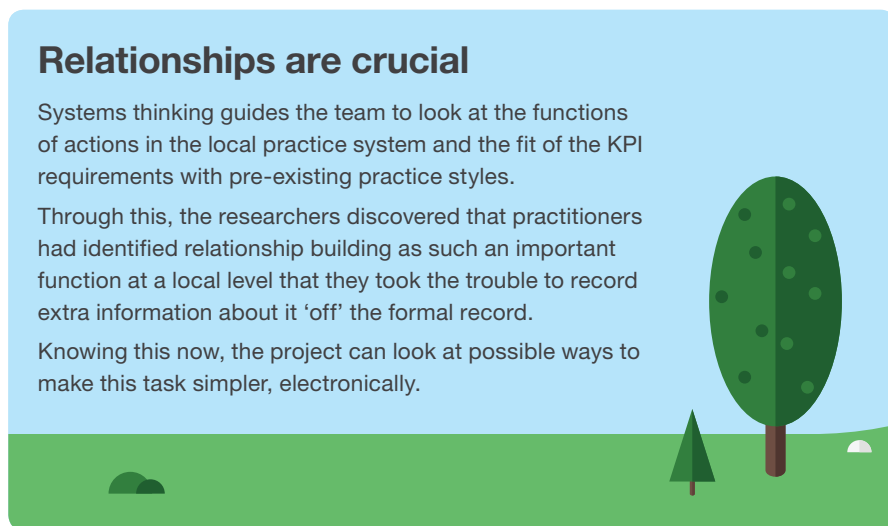 Relationships are crucial
Systems thinking guides the team to look at the functions
of actions in the local practice system and the fit of the KPI
requirements with pre-existing practice styles.
Through this, the researchers discovered that practitioners
had identified relationship building as such an important
function at a local level that they took the trouble to record
extra information about it ‘off’ the formal record.
Knowing this now, the project can look at possible ways to
make this task simpler, electronically.